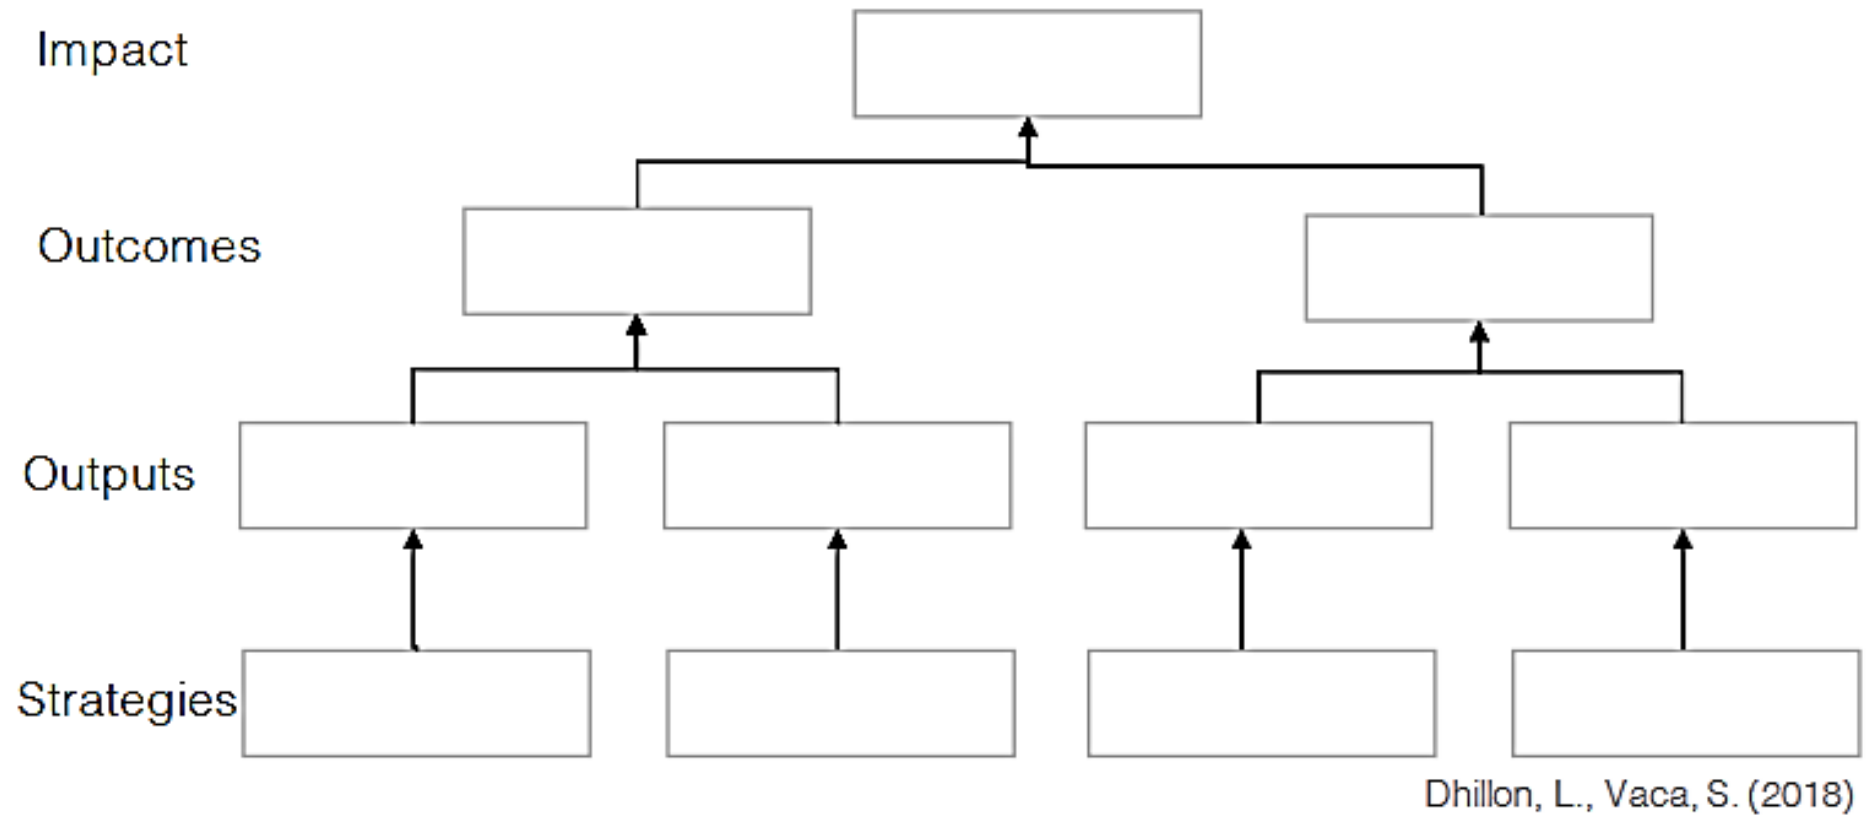 Impact
Outcomes
Outputs
Strategies
Dhillon, L., Vaca, S. (2018)